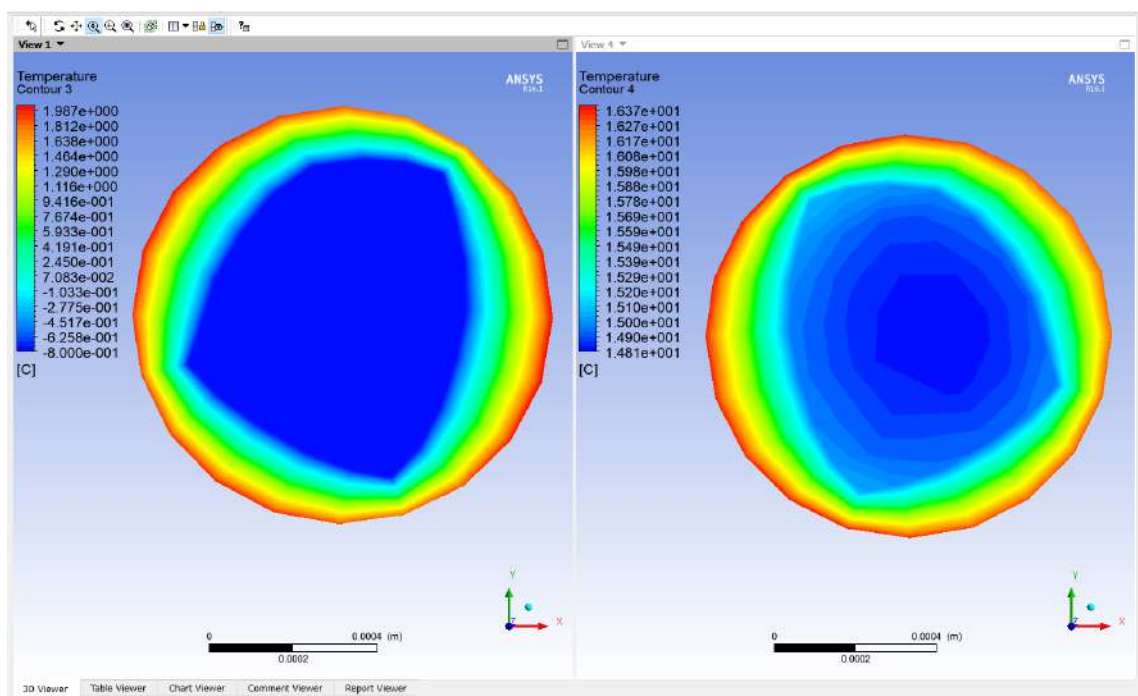 View 1
Temperature
Contour 3
1.987e+000
1.812e+000
1.638e+000
1.464e+000
1.290e+000
1.116e+000
9.416e-001
7.674e-001
5.933e-001
4.191e-001
2.450e-001
7.083e-002
-1.033e-001
-2.775e-001
-4.517e-001
-6.258e-001
-8.000e-001
[C]
ANSYS
R16.1
Y
X
Z
0
0.0004 (m)
0.0002
View 4
Temperature
Contour 4
1.637e+001
1.627e+001
1.617e+001
1.608e+001
1.598e+001
1.588e+001
1.578e+001
1.569e+001
1.559e+001
1.549e+001
1.539e+001
1.529e+001
1.520e+001
1.510e+001
1.500e+001
1.490e+001
1.481e+001
[C]
ANSYS
R16.1
Y
X
Z
0
0.0004 (m)
0.0002
3D Viewer Table Viewer Chart Viewer Comment Viewer Report Viewer